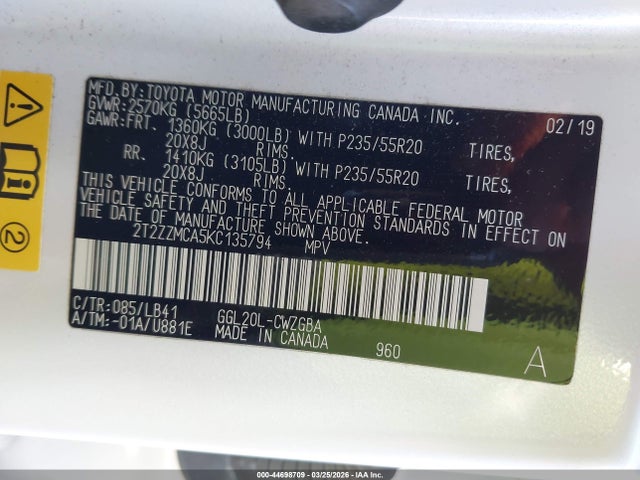 MFD.BY:TOYOTA MOTOR MANUFACTURING CANADA INC. 02/19
GVWR:2570KG (5665LB)
GAWR:FRT. 1360KG (3000LB) WITH P235/55R20 TIRES,
20X8J RIMS.
RR. 1410KG (3105LB) WITH P235/55R20 TIRES,
20X8J RIMS.
THIS VEHICLE CONFORMS TO ALL APPLICABLE FEDERAL MOTOR
VEHICLE SAFETY AND THEFT PREVENTION STANDARDS IN EFFECT ON
THE DATE OF MANUFACTURE SHOWN ABOVE.
2T2ZZMCA5KC135794 MPV
C/TR:085/LB41 GGL20L-CWZGBA
A/TM:-01A/U881E MADE IN CANADA 960 A
2
000-44698709 | 03/25/2026 - IAA Inc.